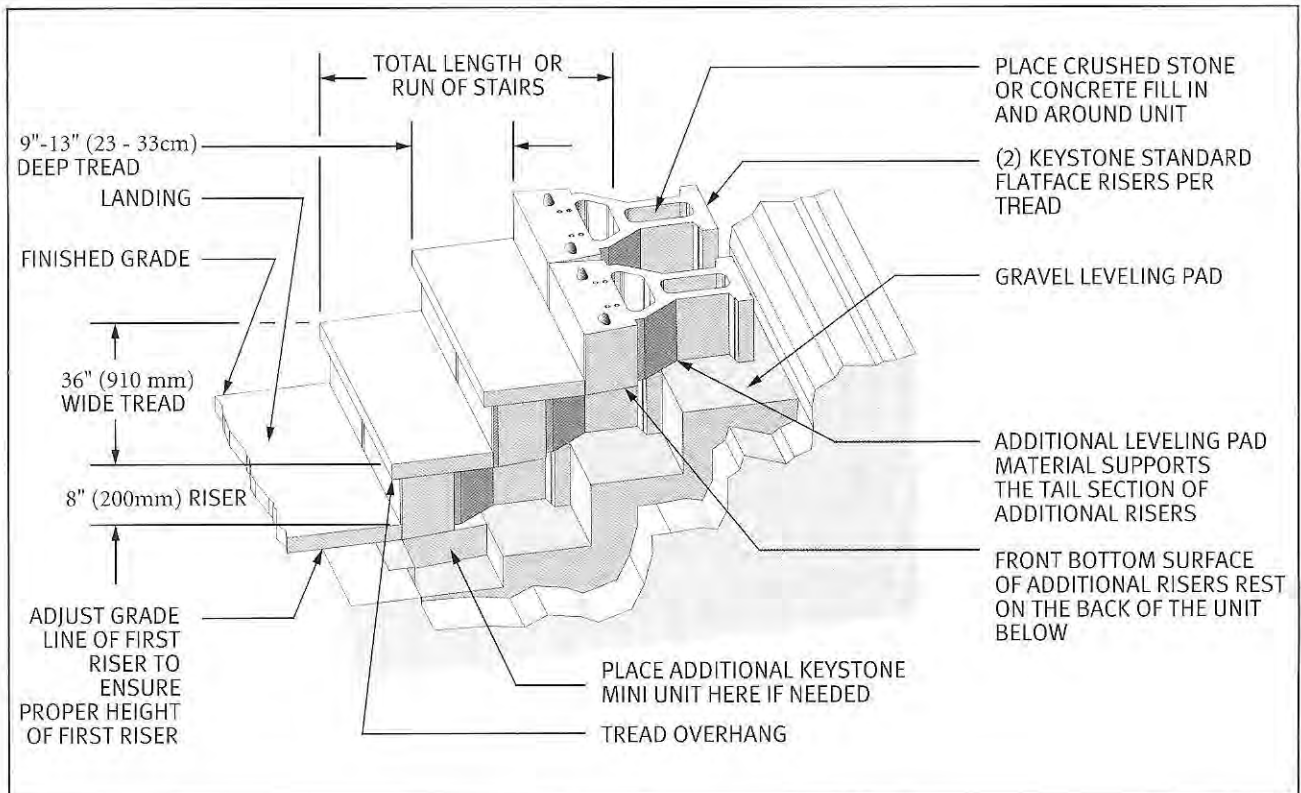 TOTAL LENGTH OR
RUN OF STAIRS
9"-13" (23 - 33cm)
DEEP TREAD
LANDING
FINISHED GRADE
36" (910 mm)
WIDE TREAD
8" (200mm) RISER
ADJUST GRADE
LINE OF FIRST
RISER TO
ENSURE
PROPER HEIGHT
OF FIRST RISER
PLACE CRUSHED STONE
OR CONCRETE FILL IN
AND AROUND UNIT
(2) KEYSTONE STANDARD
FLATFACE RISERS PER
TREAD
GRAVEL LEVELING PAD
ADDITIONAL LEVELING PAD
MATERIAL SUPPORTS
THE TAIL SECTION OF
ADDITIONAL RISERS
FRONT BOTTOM SURFACE
OF ADDITIONAL RISERS REST
ON THE BACK OF THE UNIT
BELOW
PLACE ADDITIONAL KEYSTONE
MINI UNIT HERE IF NEEDED
TREAD OVERHANG